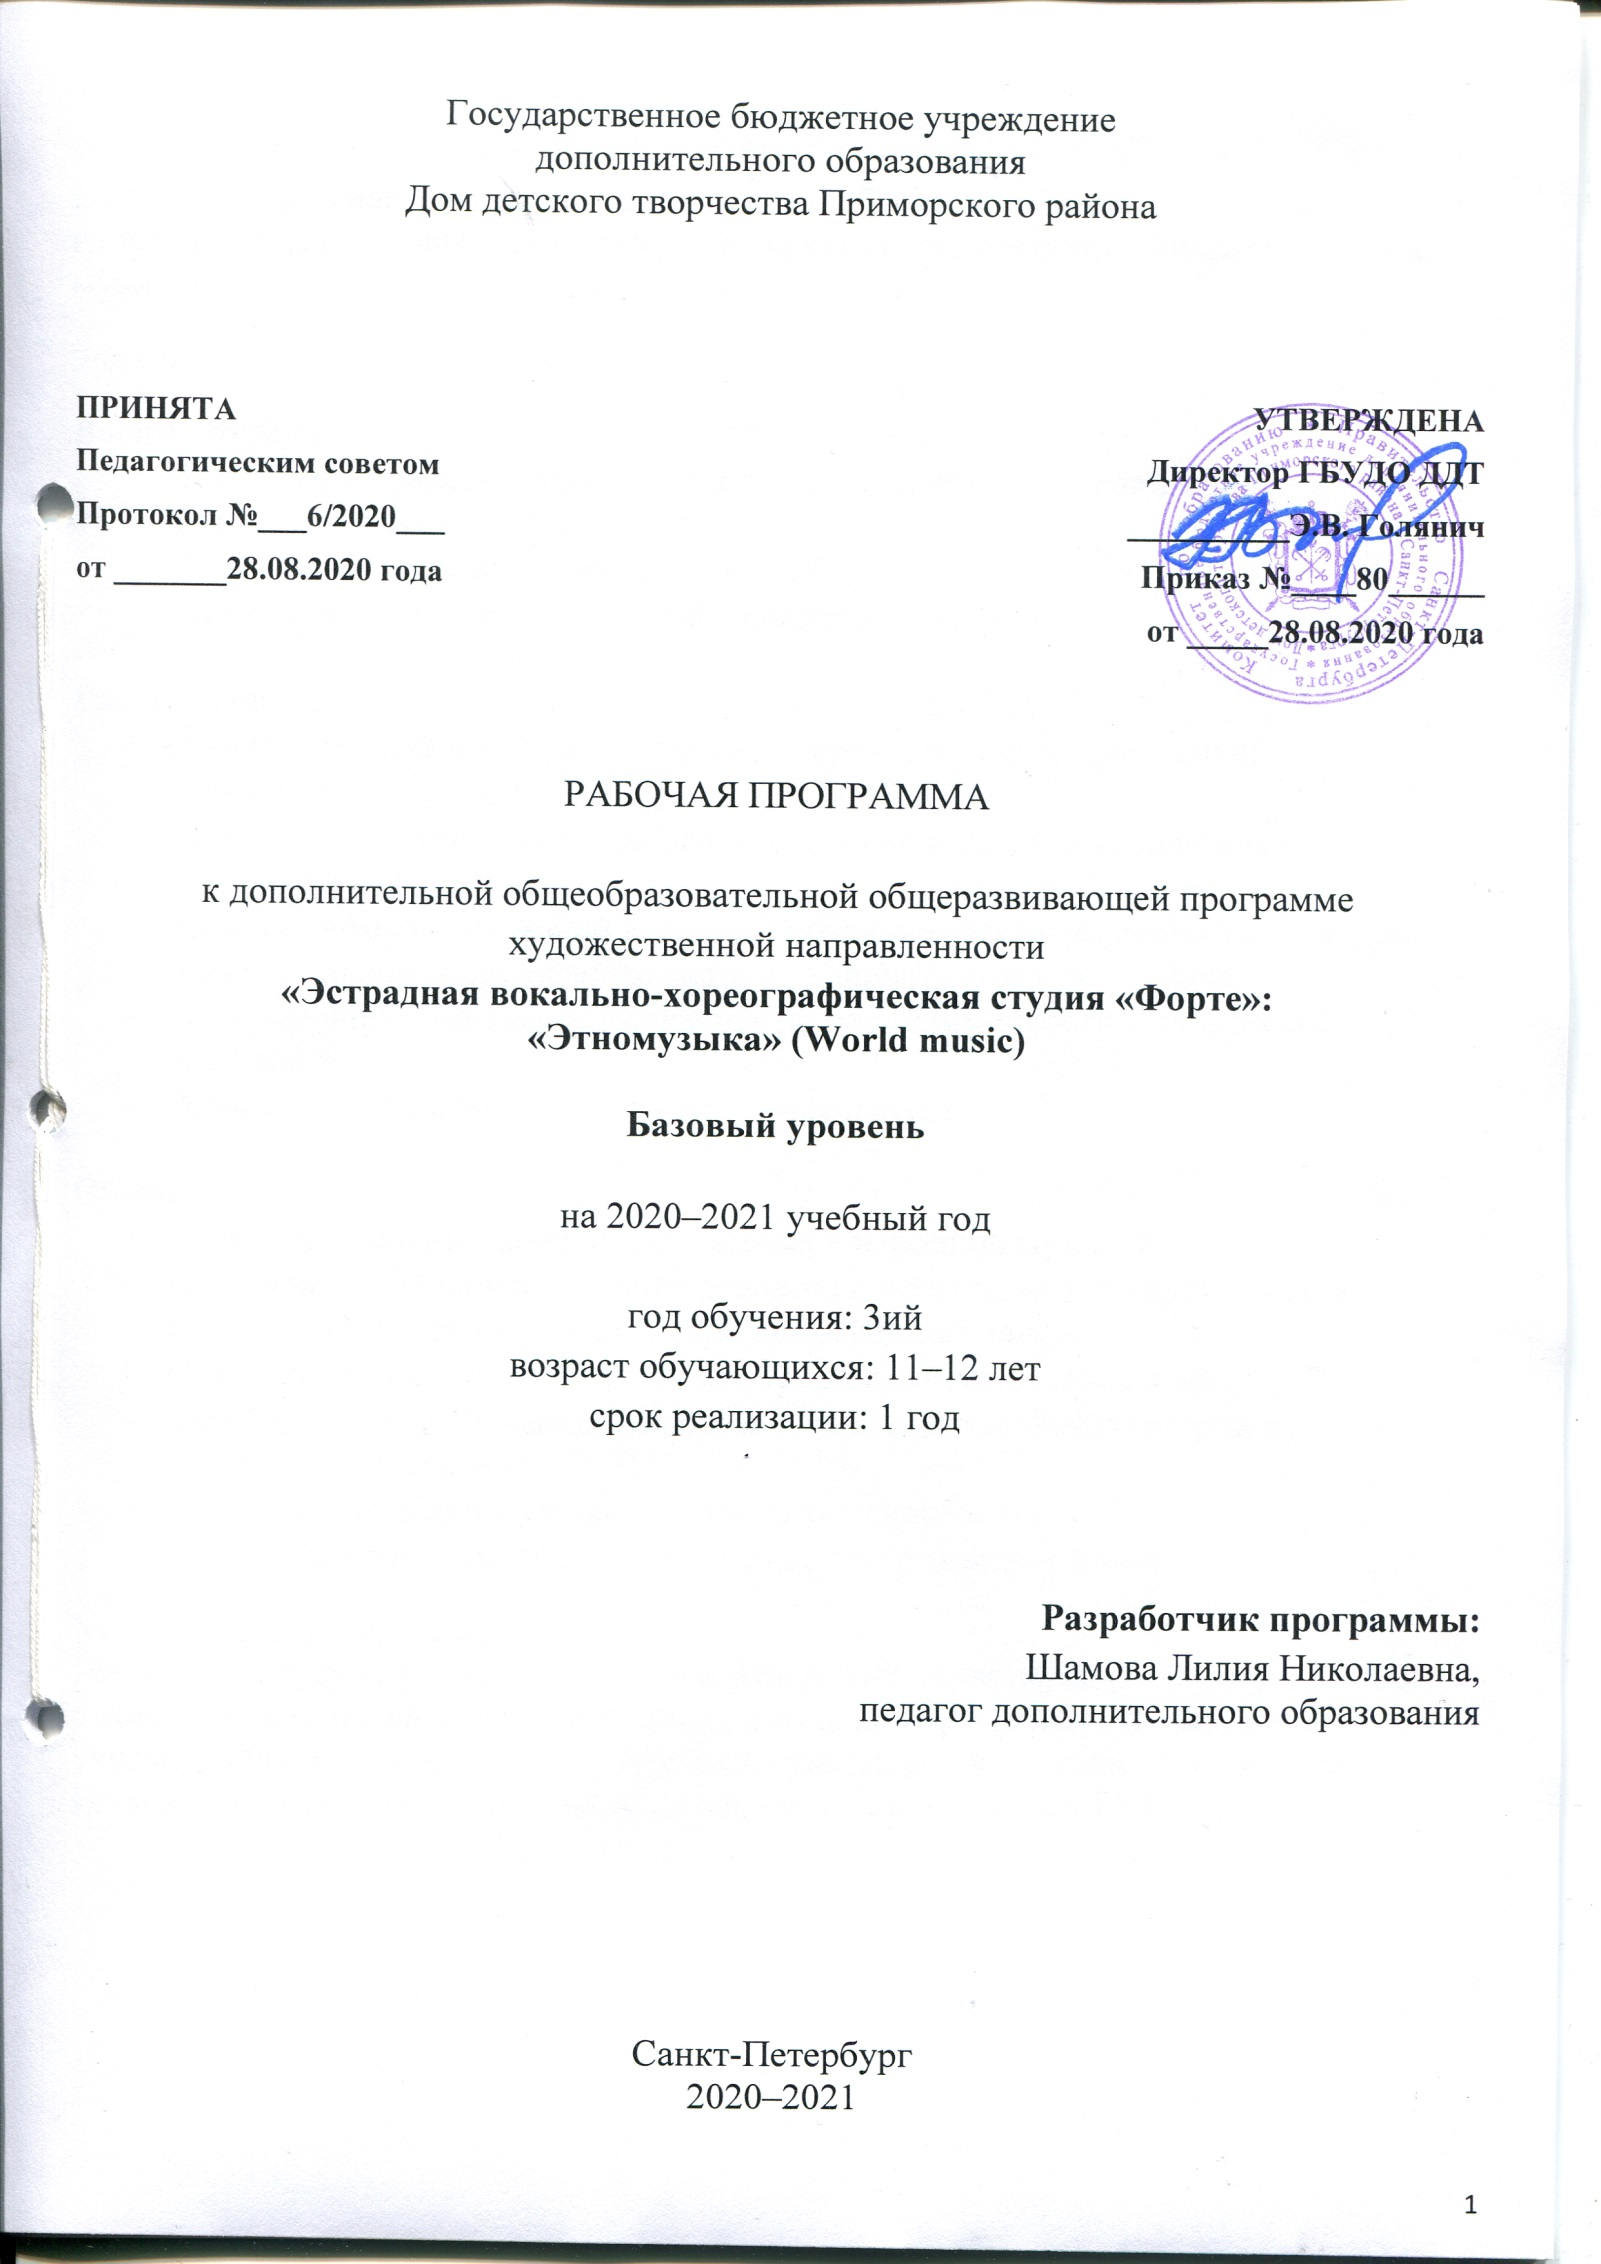 Государственное бюджетное учреждение
дополнительного образования
Дом детского творчества Приморского района
ПРИНЯТА
Педагогическим советом
Протокол №___6/2020___
от _______28.08.2020 года
УТВЕРЖДЕНА
Директор ГБУДО ДДТ
__________Э.В. Голянич
Приказ №____80______
от _____28.08.2020 года
РАБОЧАЯ ПРОГРАММА
к дополнительной общеобразовательной общеразвивающей программе
художественной направленности
«Эстрадная вокально-хореографическая студия «Форте»:
«Этномузыка» (World music)
Базовый уровень
на 2020–2021 учебный год
год обучения: 3ий
возраст обучающихся: 11–12 лет
срок реализации: 1 год
Разработчик программы:
Шамова Лилия Николаевна,
педагог дополнительного образования
Санкт-Петербург
2020–2021
1